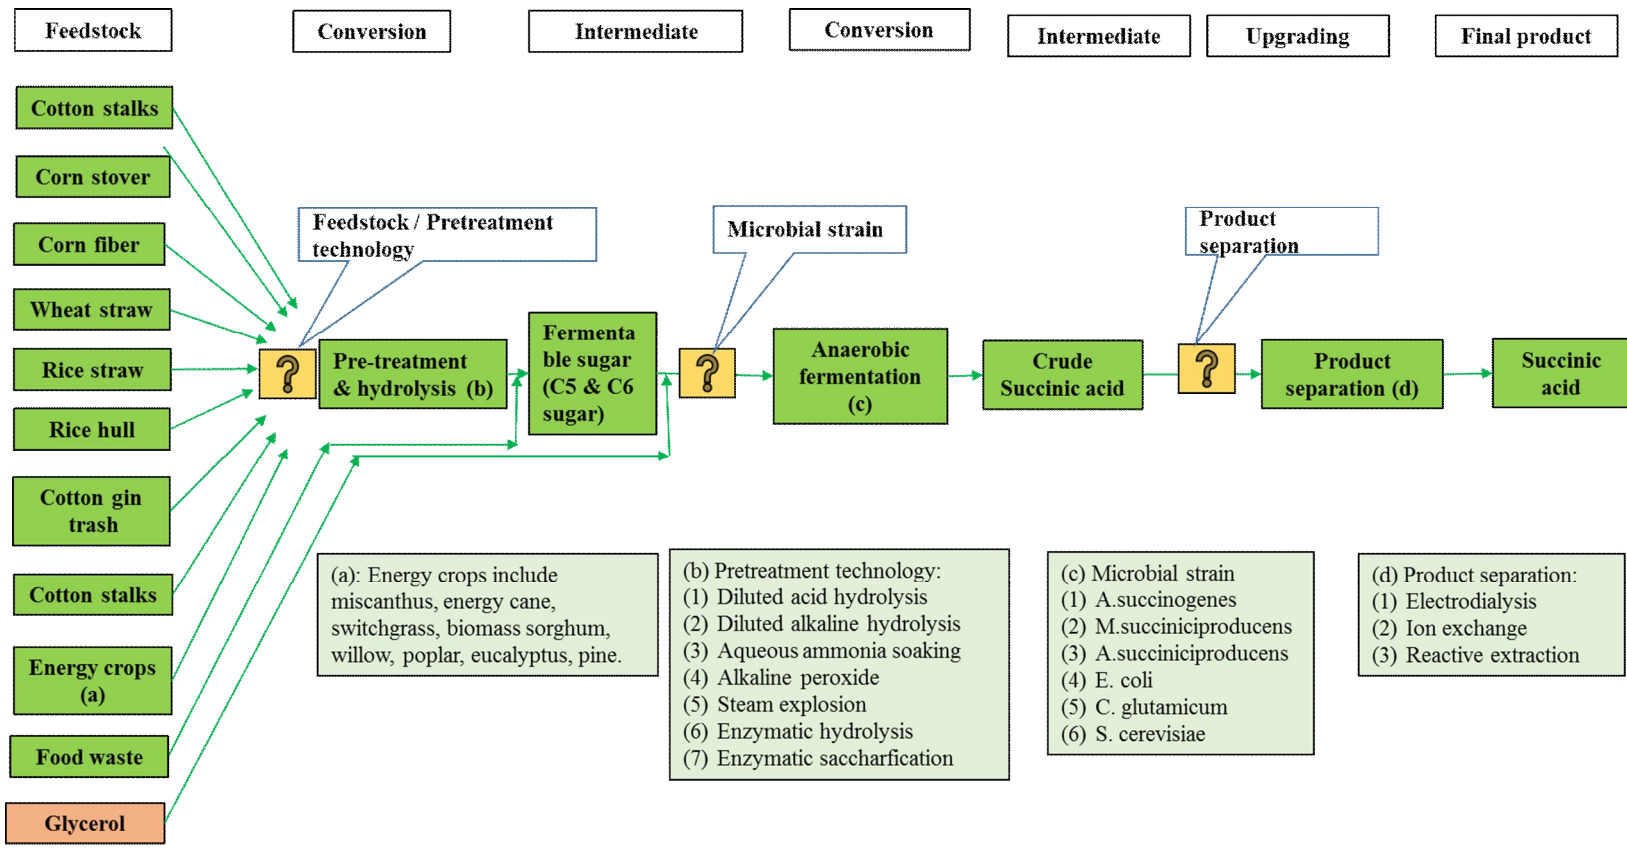 Feedstock
Conversion
Intermediate
Conversion
Intermediate
Upgrading
Final product
Cotton stalks
Corn stover
Corn fiber
Wheat straw
Rice straw
Rice hull
Cotton gin
trash
Cotton stalks
Energy crops
(a)
Food waste
Glycerol
Feedstock / Pretreatment
technology
?
Pre-treatment
& hydrolysis (b)
Fermenta
ble sugar
(C5 & C6
sugar)
Microbial strain
?
Anaerobic
fermentation
(c)
Crude
Succinic acid
Product
separation
?
Product
separation (d)
Succinic
acid
(a): Energy crops include
miscanthus, energy cane,
switchgrass, biomass sorghum,
willow, poplar, eucalyptus, pine.
(b) Pretreatment technology:
(1) Diluted acid hydrolysis
(2) Diluted alkaline hydrolysis
(3) Aqueous ammonia soaking
(4) Alkaline peroxide
(5) Steam explosion
(6) Enzymatic hydrolysis
(7) Enzymatic saccharfication
(c) Microbial strain
(1) A.succinogenes
(2) M.succiniciproducens
(3) A.succiniciproducens
(4) E. coli
(5) C. glutamicum
(6) S. cerevisiae
(d) Product separation:
(1) Electrodialysis
(2) Ion exchange
(3) Reactive extraction